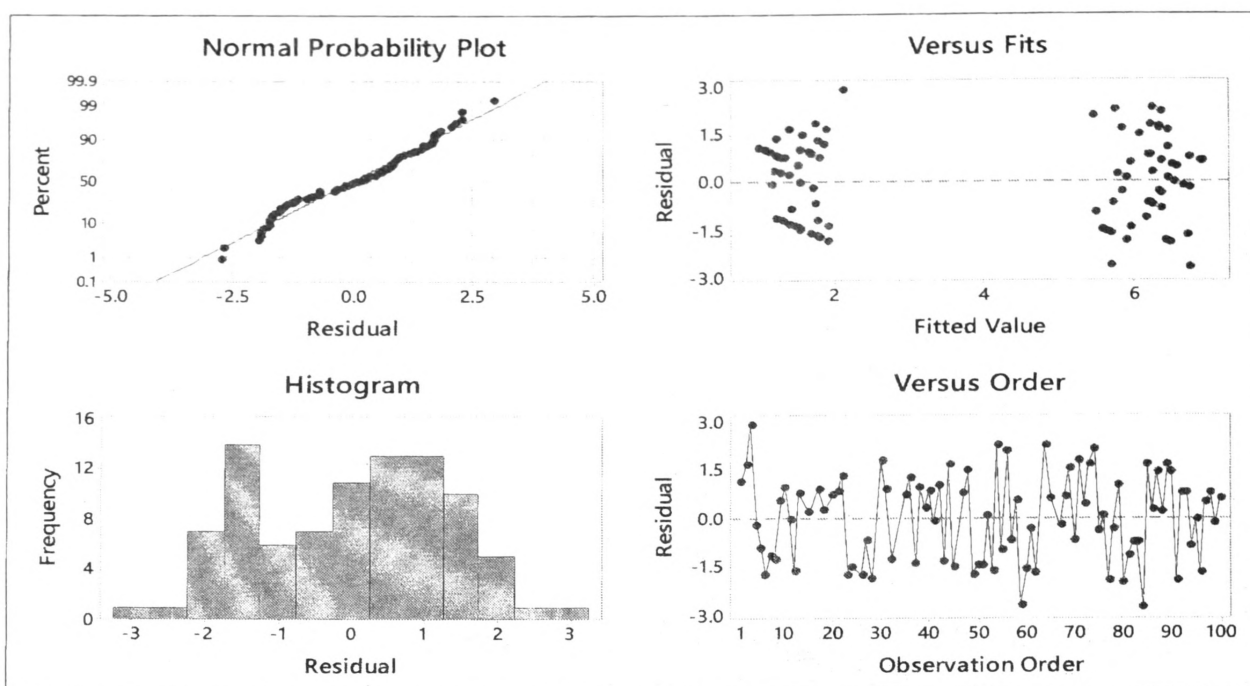 Normal Probability Plot
99.9
99
90
50
10
1
0.1
Percent
-5.0 -2.5 0.0 2.5 5.0
Residual
Versus Fits
3.0
1.5
0.0
-1.5
-3.0
Residual
2 4 6
Fitted Value
Histogram
16
12
8
4
0
Frequency
-3 -2 -1 0 1 2 3
Residual
Versus Order
3.0
1.5
0.0
-1.5
-3.0
Residual
1 10 20 30 40 50 60 70 80 90 100
Observation Order